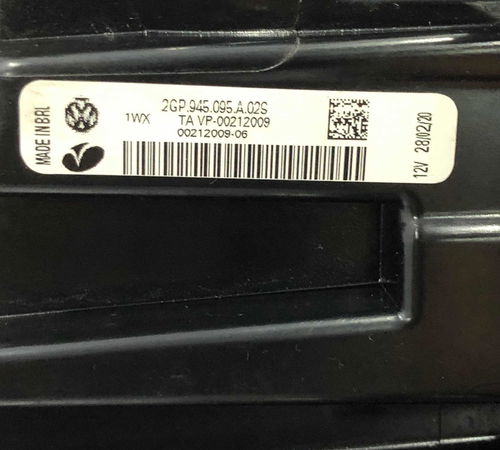 MADE IN BRL
1WX
2GP.945.095.A.02S
TA VP-00212009
00212009-06
12V 28/02/20